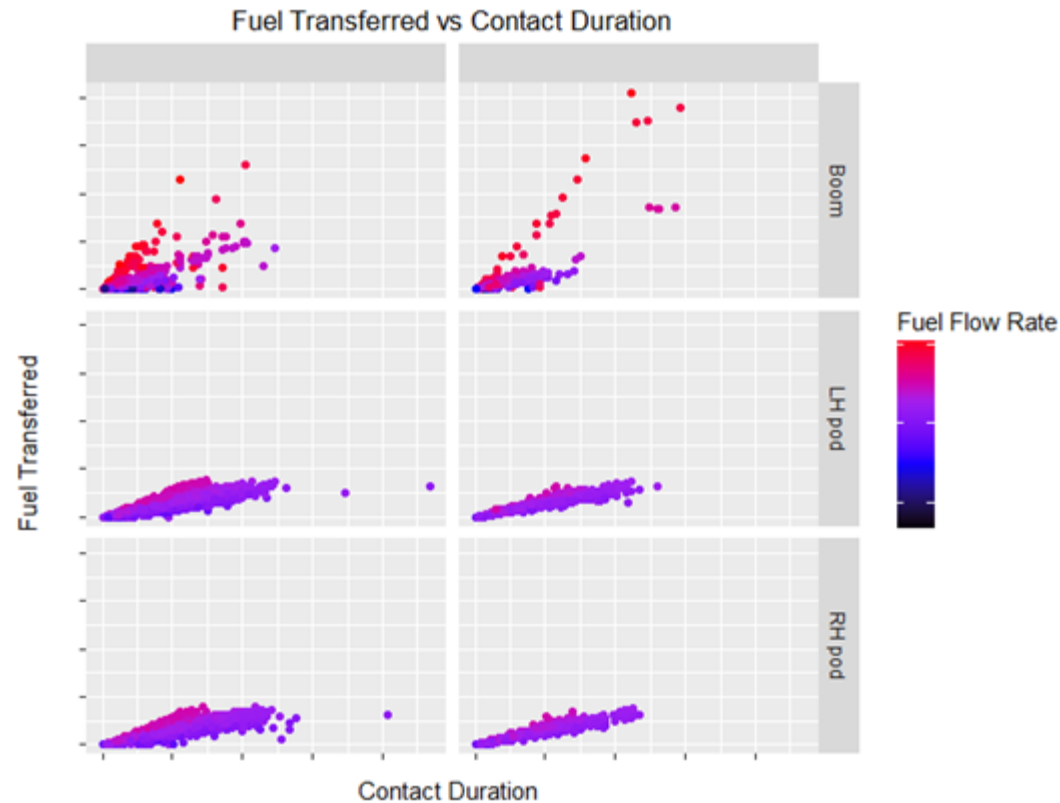 Fuel Transferred vs Contact Duration
Boom
Fuel Flow Rate
LH pod
Fuel Transferred
RH pod
Contact Duration